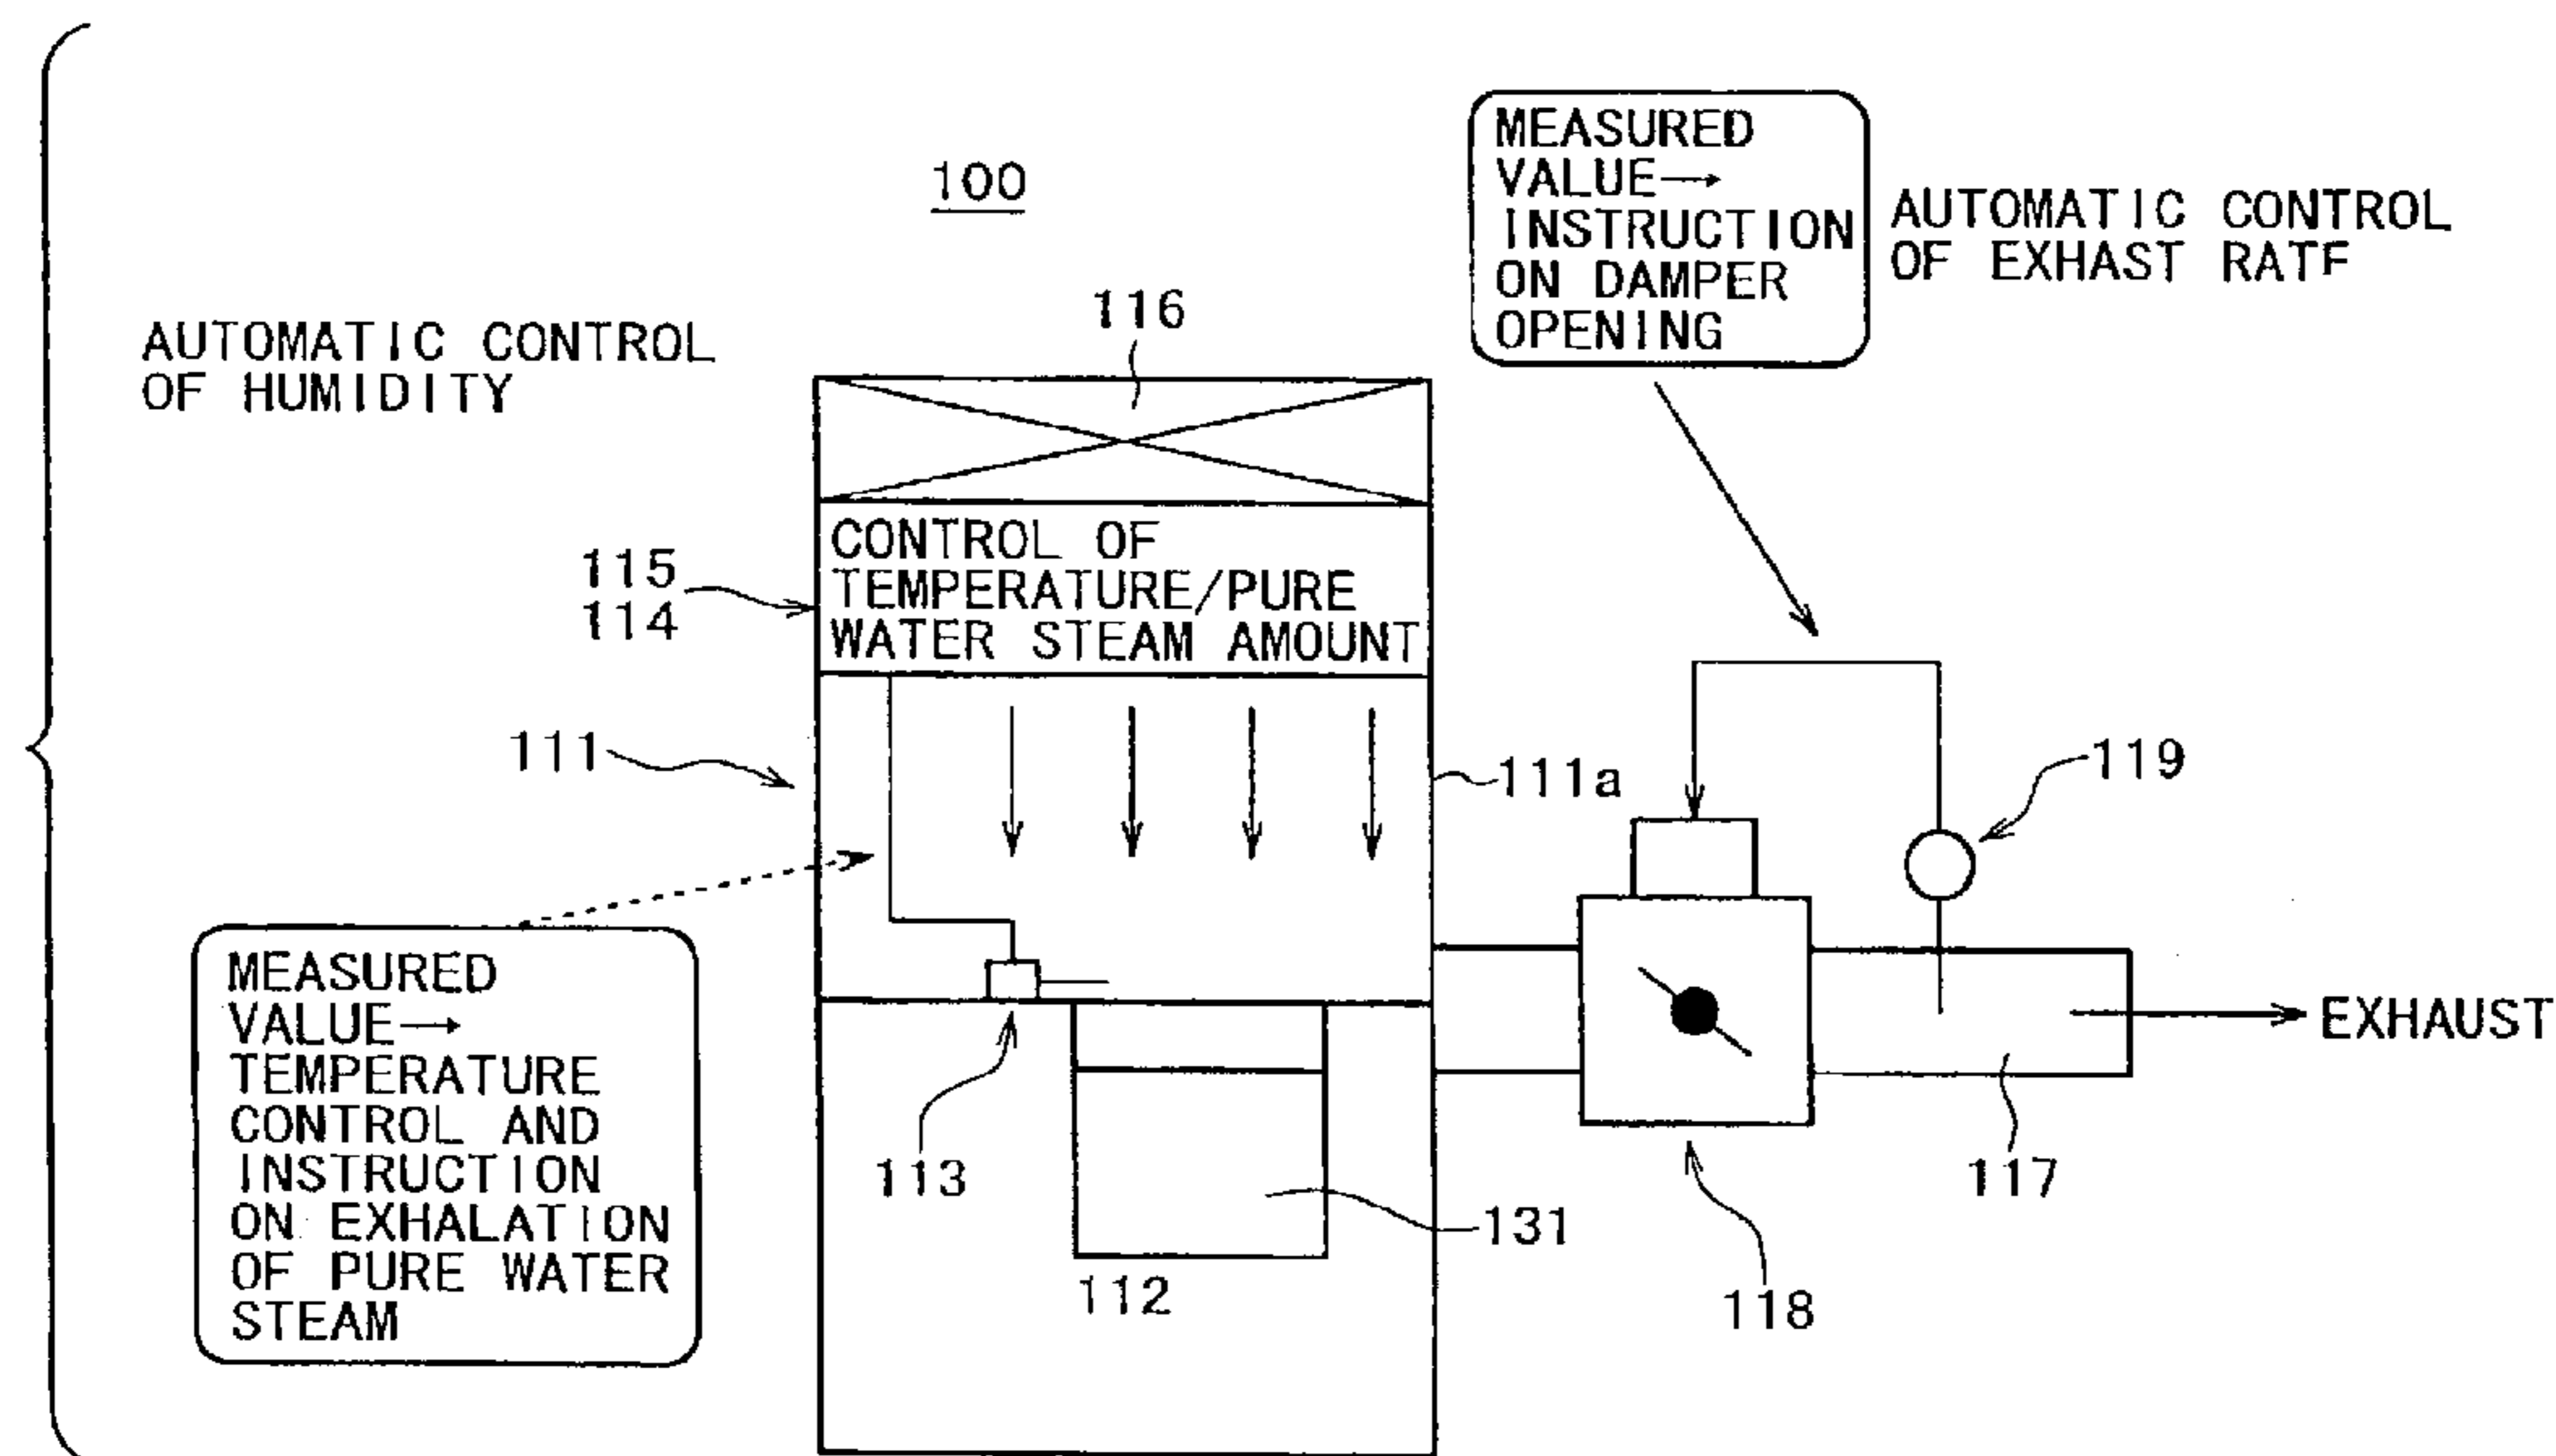 100
MEASURED
VALUE→
INSTRUCTION
ON DAMPER
OPENING
AUTOMATIC CONTROL
OF EXHAST RATF
AUTOMATIC CONTROL
OF HUMIDITY
116
CONTROL OF
TEMPERATURE/PURE
WATER STEAM AMOUNT
115
114
111
111a
119
MEASURED
VALUE→
TEMPERATURE
CONTROL AND
INSTRUCTION
ON EXHALATION
OF PURE WATER
STEAM
EXHAUST
113
117
131
112
118